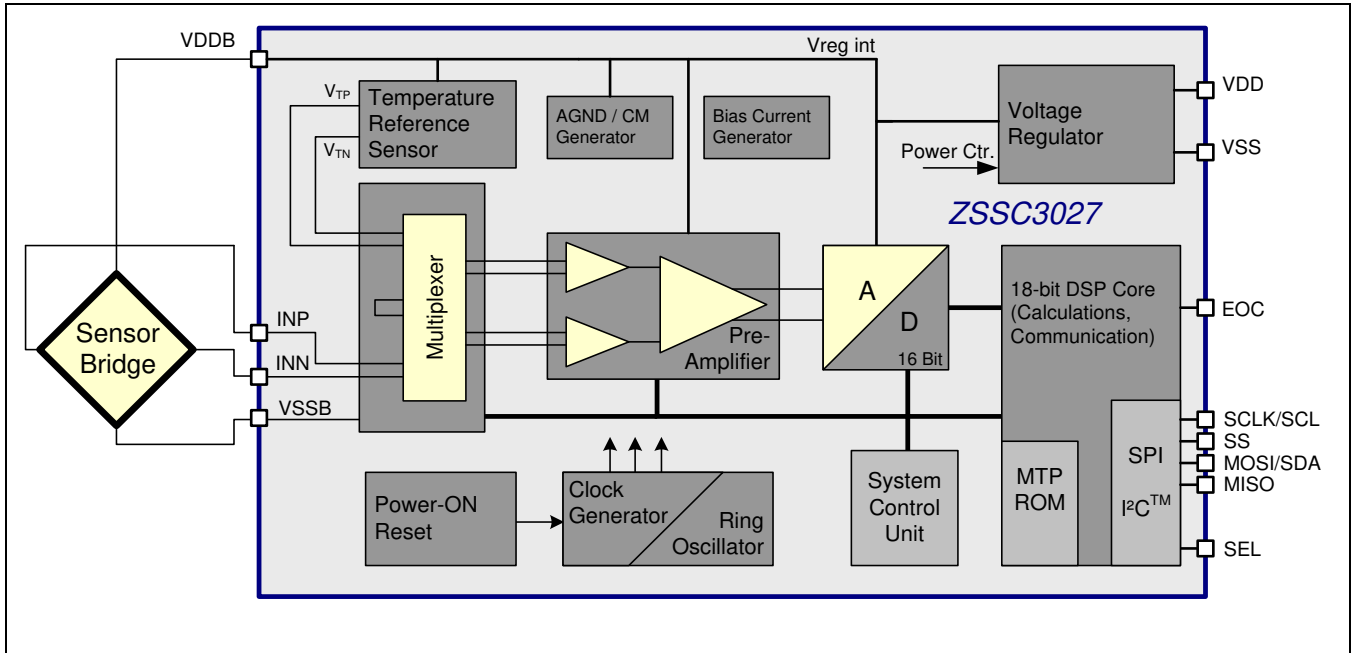 VDDB
Vreg int
VTP
VTN
Temperature
Reference
Sensor
AGND / CM
Generator
Bias Current
Generator
Voltage
Regulator
Power Ctr.
VDD
VSS
ZSSC3027
Multiplexer
Pre-
Amplifier
A
D
16 Bit
18-bit DSP Core
(Calculations,
Communication)
EOC
Sensor
Bridge
INP
INN
VSSB
Power-ON
Reset
Clock
Generator
Ring
Oscillator
System
Control
Unit
MTP
ROM
SPI
I²C™
SCLK/SCL
SS
MOSI/SDA
MISO
SEL